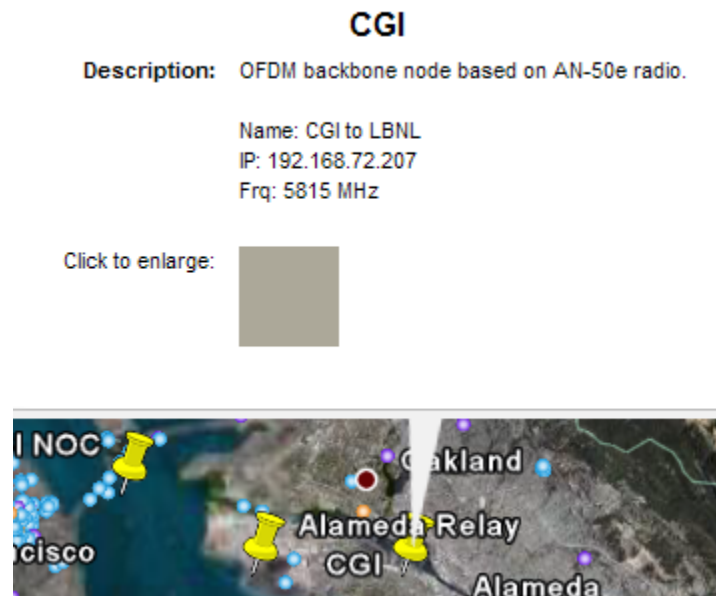 CGI
Description: OFDM backbone node based on AN-50e radio.
Name: CGI to LBNL
IP: 192.168.72.207
Frq: 5815 MHz
Click to enlarge:
I NOC
Oakland
Alameda Relay
ncisco
CGI
Alameda